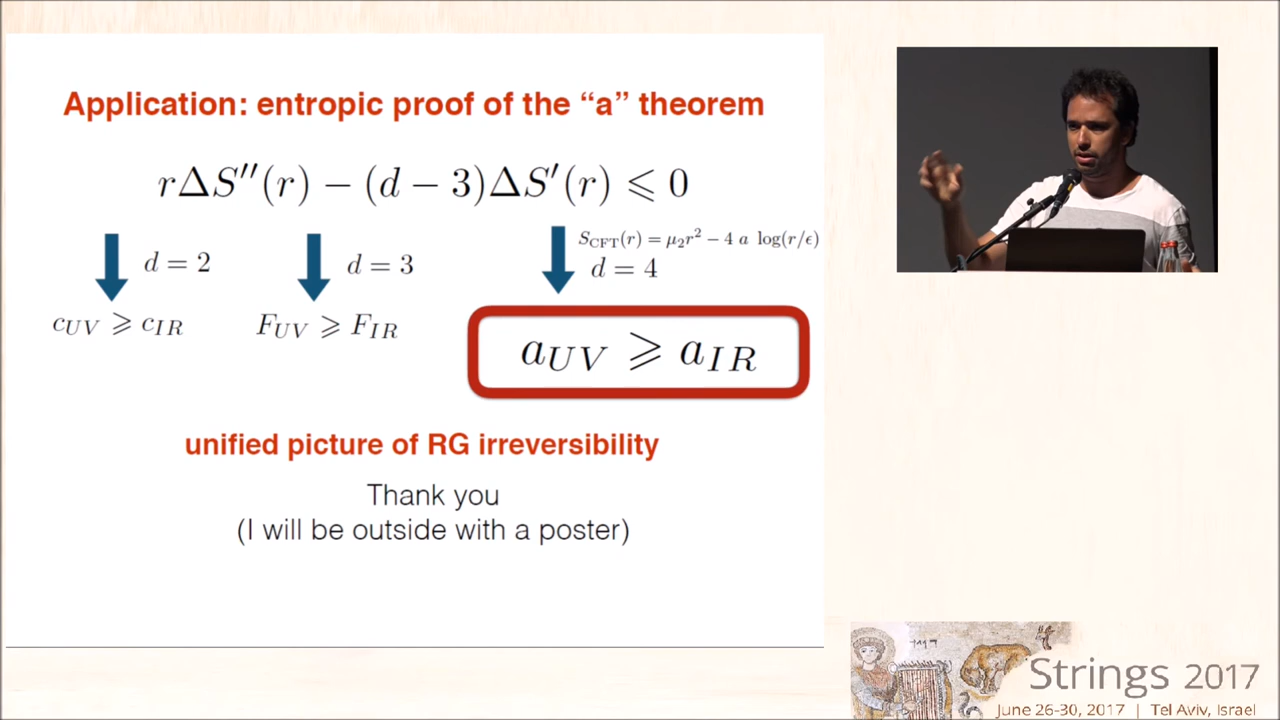 Application: entropic proof of the “a” theorem
r∆S′′(r) − (d − 3)∆S′(r) ⩽ 0
S_CFT(r) = μ₂r² − 4 a log(r/ϵ)
d = 2
d = 3
d = 4
c_UV ⩾ c_IR
F_UV ⩾ F_IR
a_UV ⩾ a_IR
unified picture of RG irreversibility
Thank you
(I will be outside with a poster)
Strings 2017
June 26-30, 2017 | Tel Aviv, Israel